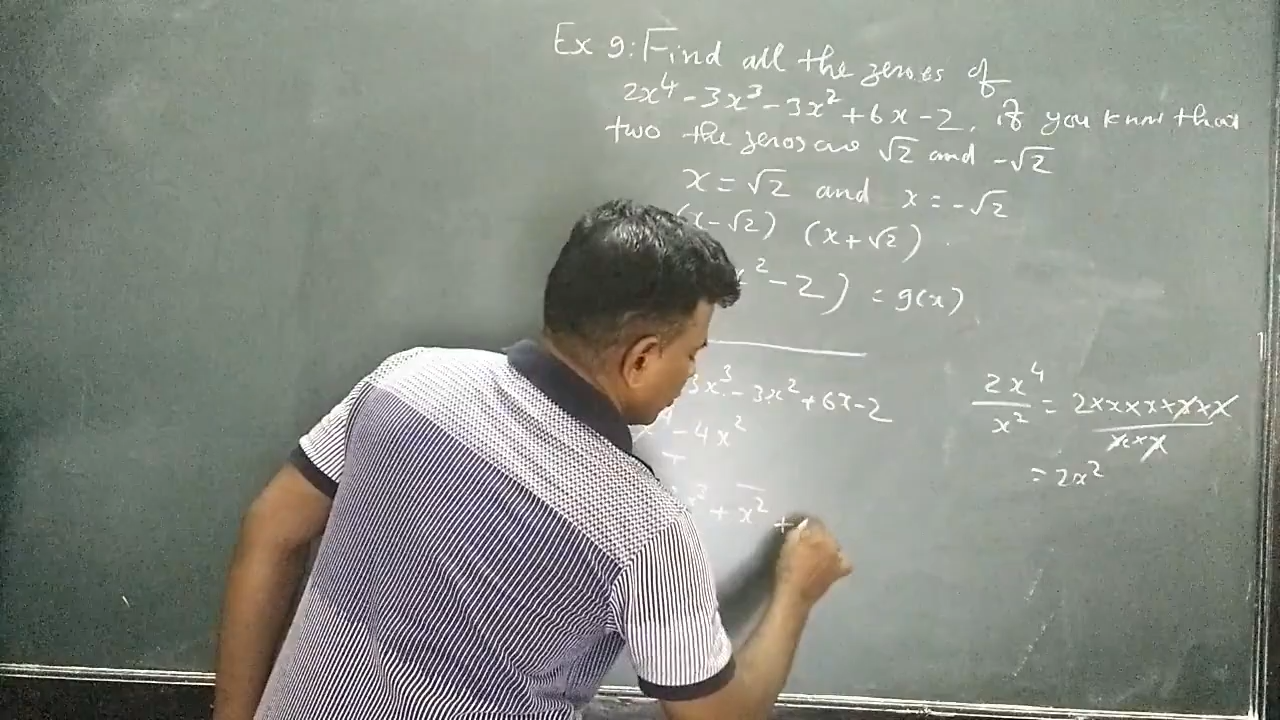 Ex 9: Find all the zeroes of
2x⁴ - 3x³ - 3x² + 6x - 2, if you know that
two the zeros are √2 and -√2
x = √2 and x = -√2
(x - √2) (x + √2)
x² - 2) = g(x)
3x³ - 3x² + 6x - 2
- 4x²
+
x³ + x² +
2x⁴/x² = 2×x×x×x×x/x×x
= 2x²